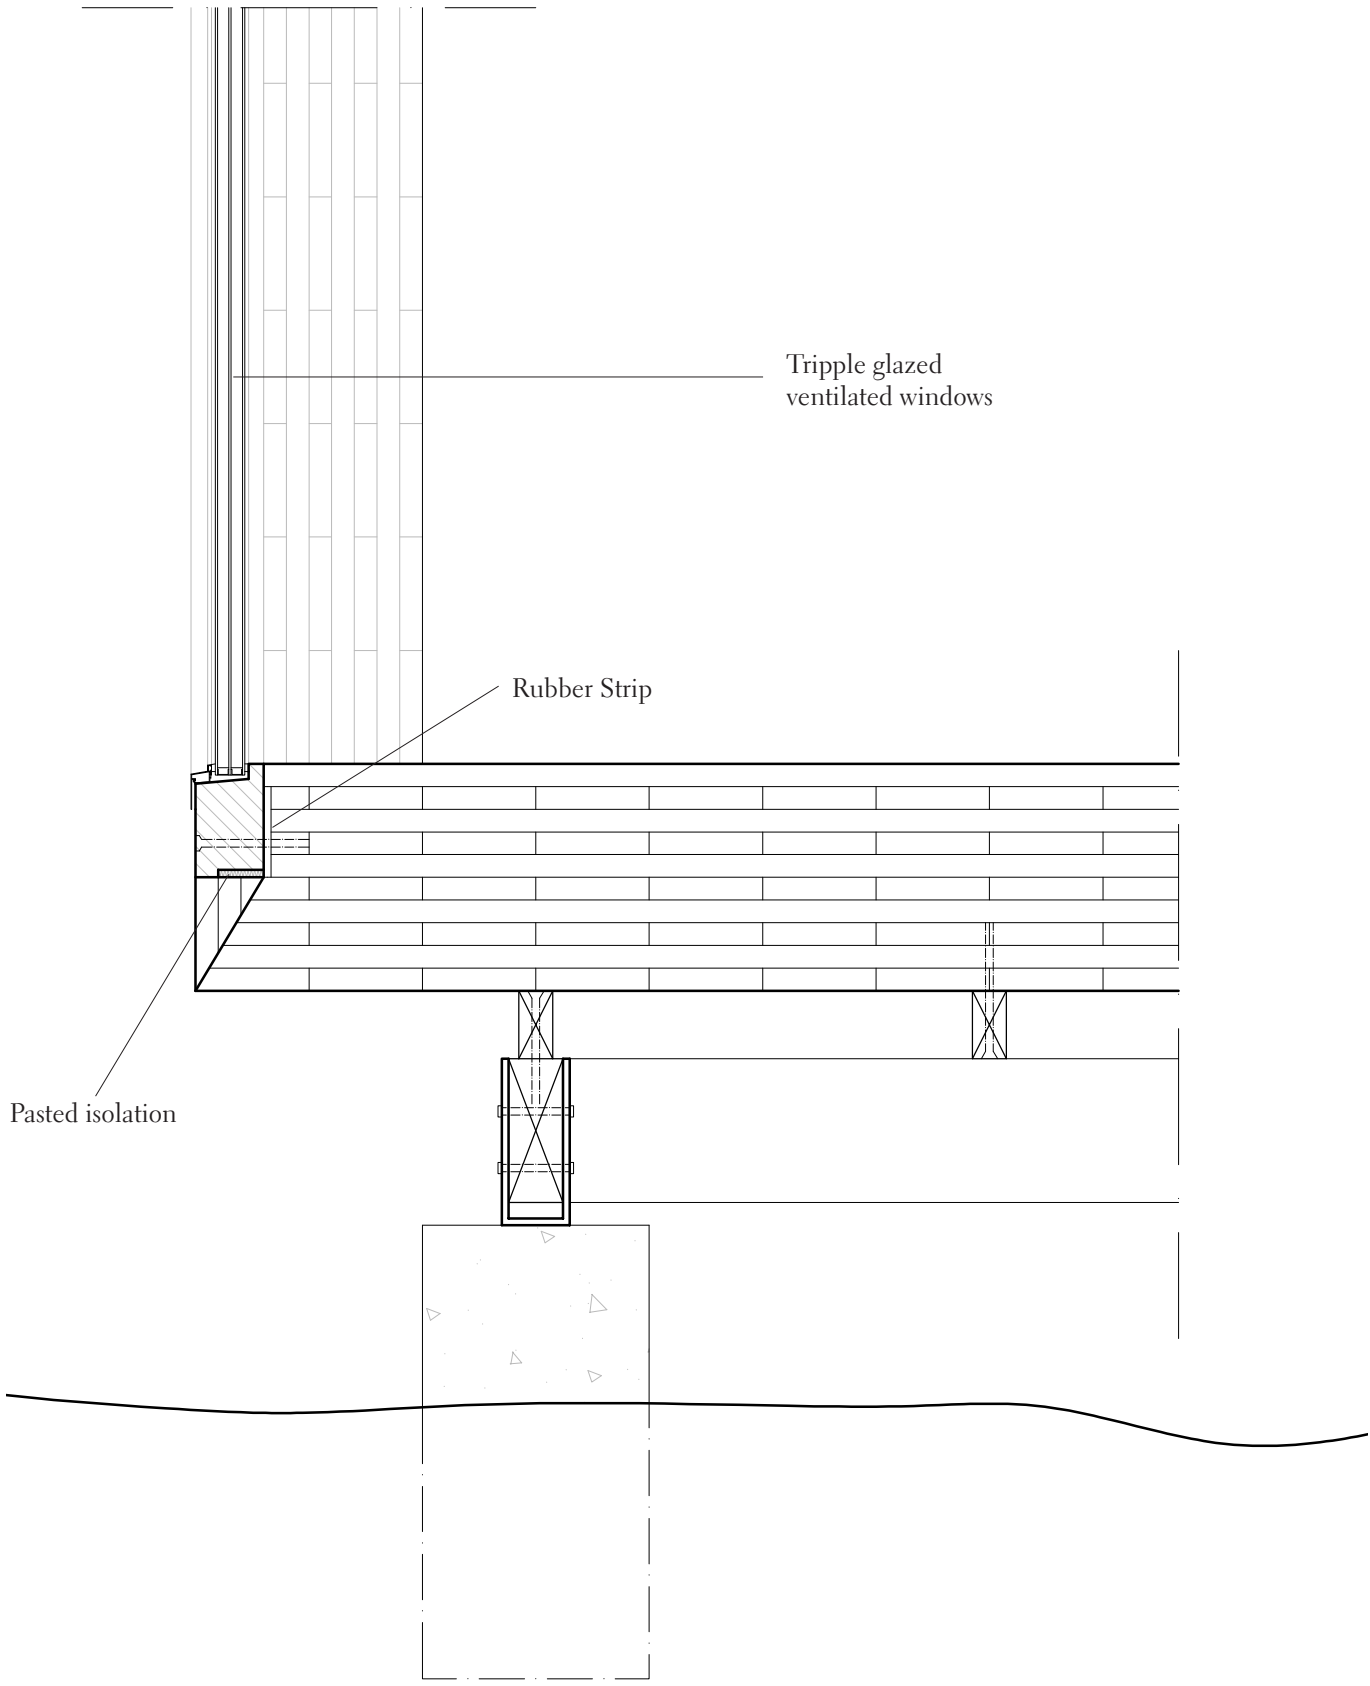 Tripple glazed
ventilated windows
Rubber Strip
Pasted isolation